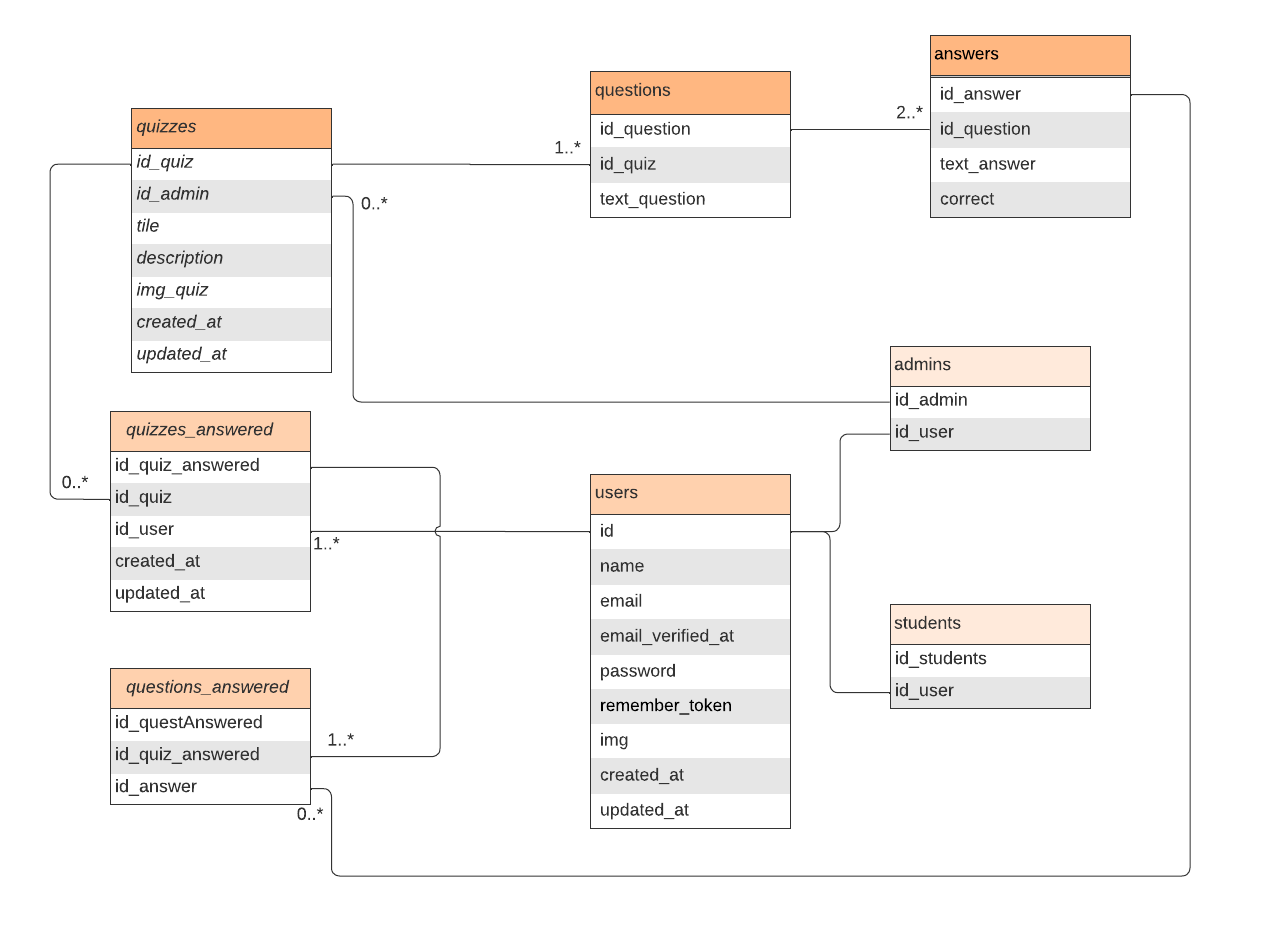 quizzes
id_quiz
id_admin
tile
description
img_quiz
created_at
updated_at
0..*
1..*
questions
id_question
id_quiz
text_question
2..*
answers
id_answer
id_question
text_answer
correct
admins
id_admin
id_user
quizzes_answered
id_quiz_answered
id_quiz
id_user
created_at
updated_at
0..*
1..*
users
id
name
email
email_verified_at
password
remember_token
img
created_at
updated_at
students
id_students
id_user
questions_answered
id_questAnswered
id_quiz_answered
id_answer
1..*
0..*